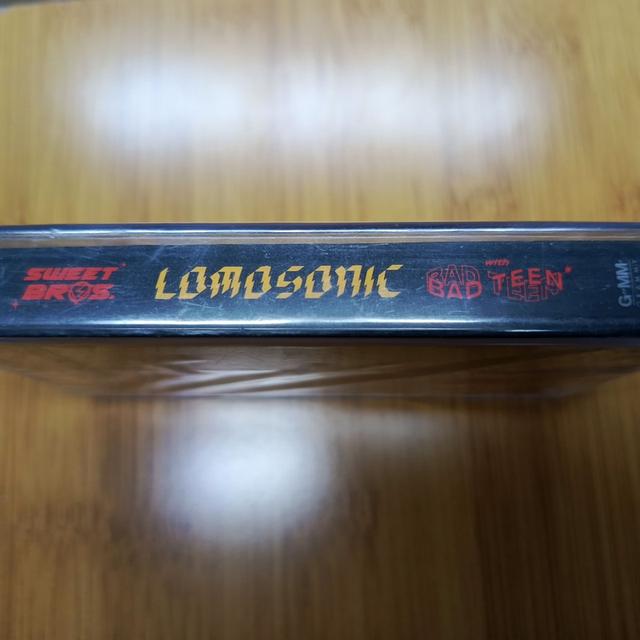 SWEET
BROS.
LOMOSONIC
WITH
BAD TEEN
BAD TEEN
G-MM-